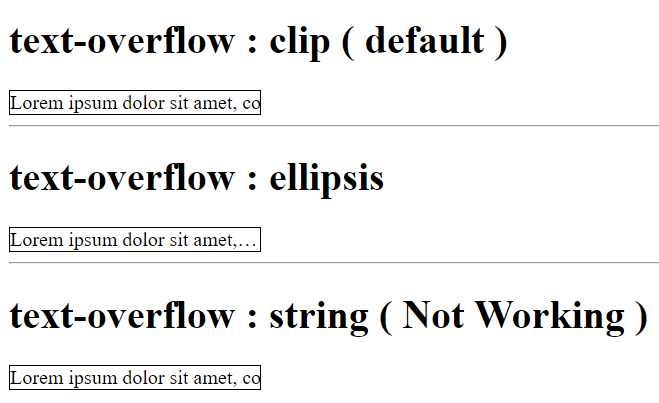 text-overflow : clip ( default )
Lorem ipsum dolor sit amet, co
text-overflow : ellipsis
Lorem ipsum dolor sit amet,…
text-overflow : string ( Not Working )
Lorem ipsum dolor sit amet, co